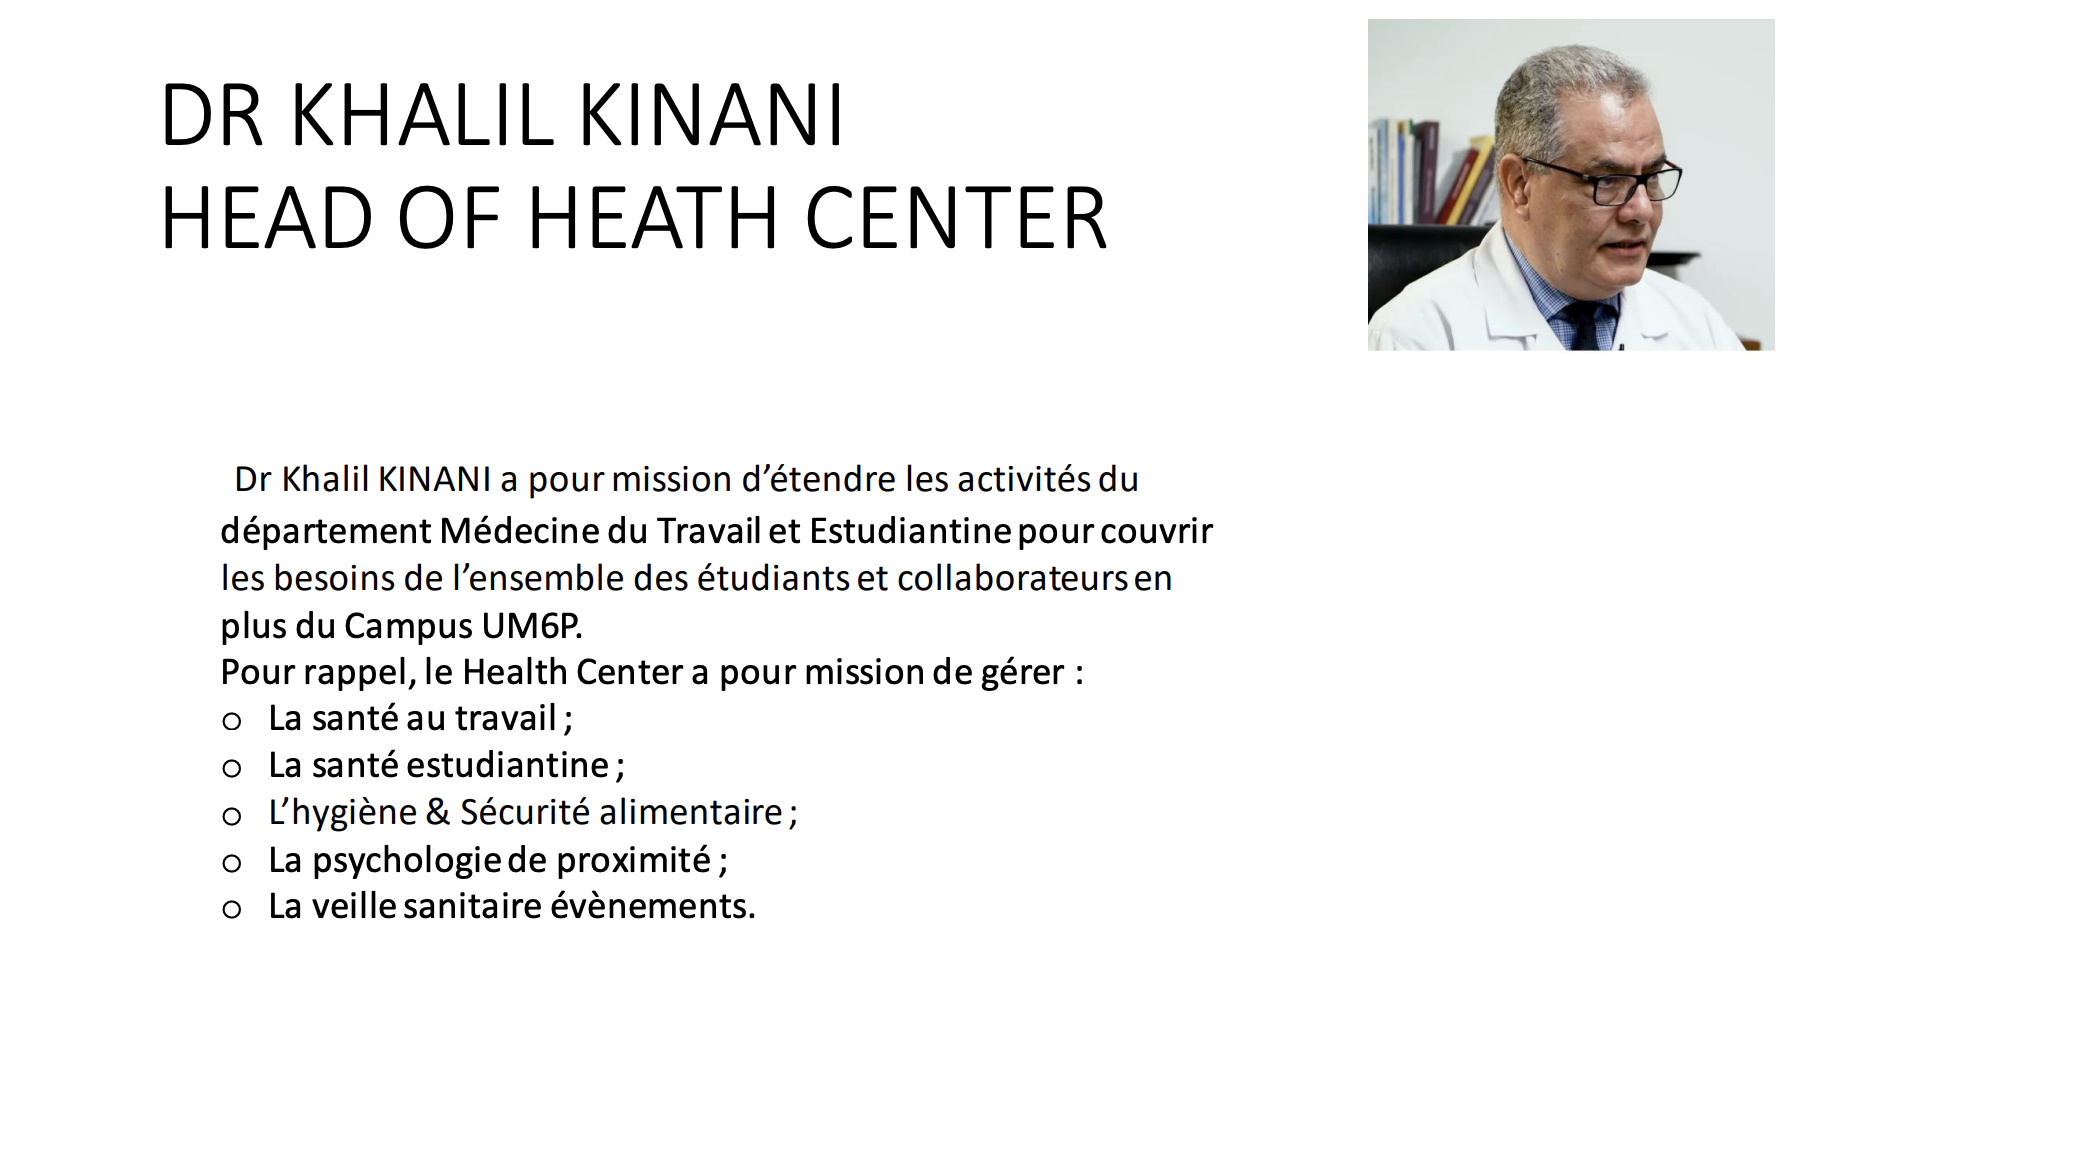 DR KHALIL KINANI
HEAD OF HEATH CENTER
Dr Khalil KINANI a pour mission d’étendre les activités du
département Médecine du Travail et Estudiantine pour couvrir
les besoins de l’ensemble des étudiants et collaborateurs en
plus du Campus UM6P.
Pour rappel, le Health Center a pour mission de gérer :
o La santé au travail ;
o La santé estudiantine ;
o L’hygiène & Sécurité alimentaire ;
o La psychologie de proximité ;
o La veille sanitaire évènements.